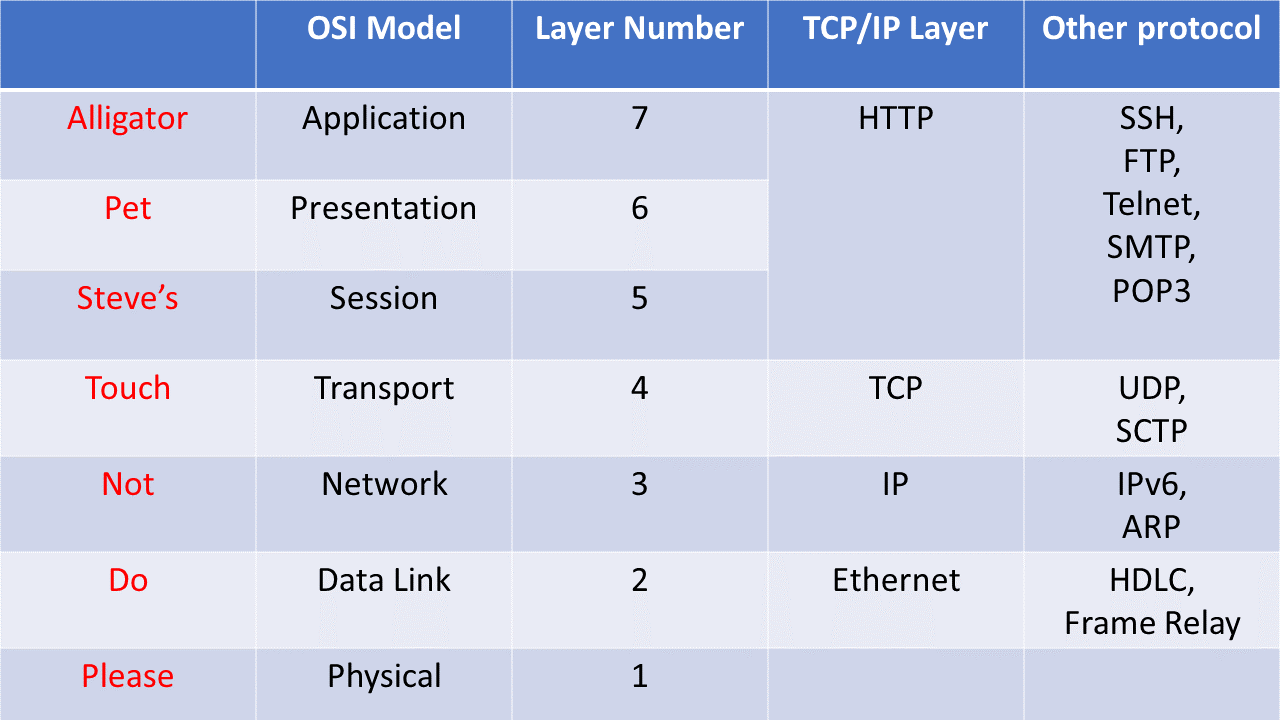 OSI Model Layer Number TCP/IP Layer Other protocol
Alligator Application 7 HTTP SSH,
FTP,
Pet Presentation 6 Telnet,
SMTP,
Steve’s Session 5 POP3
Touch Transport 4 TCP UDP,
SCTP
Not Network 3 IP IPv6,
ARP
Do Data Link 2 Ethernet HDLC,
Frame Relay
Please Physical 1